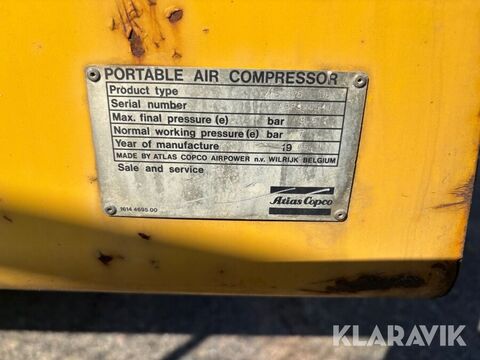 PORTABLE AIR COMPRESSOR
Product type
Serial number
Max. final pressure (e) bar
Normal working pressure (e) bar
Year of manufacture 19
MADE BY ATLAS COPCO AIRPOWER n.v. WILRIJK BELGIUM
Sale and service
1614 4695 00
Atlas Copco
KLARAVIK